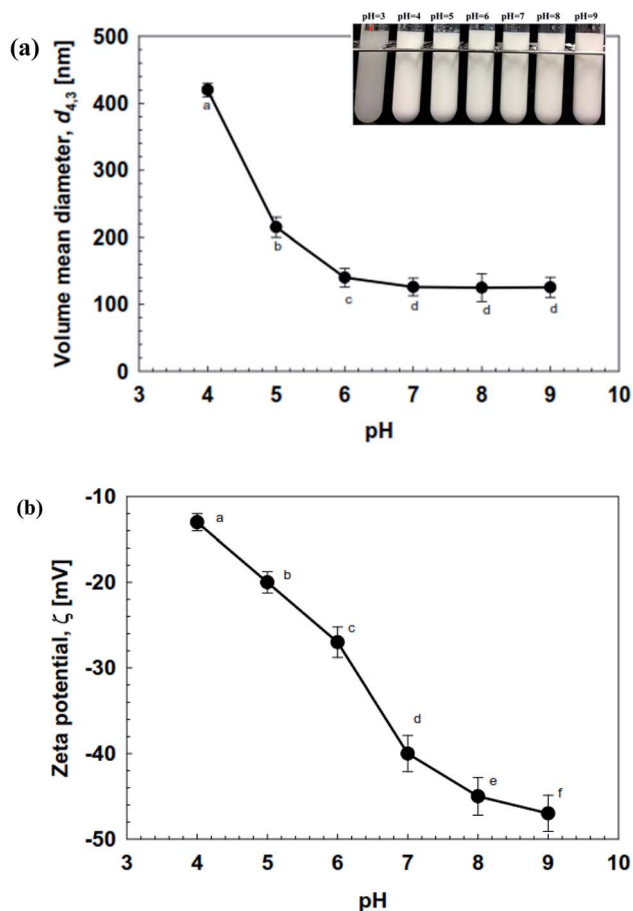 (a)
pH=3 pH=4 pH=5 pH=6 pH=7 pH=8 pH=9
Volume mean diameter, d4,3 [nm]
500
400
300
200
100
0
a
b
c
d
d
d
3 4 5 6 7 8 9 10
pH
(b)
Zeta potential, ζ [mV]
-10
-20
-30
-40
-50
a
b
c
d
e
f
3 4 5 6 7 8 9 10
pH